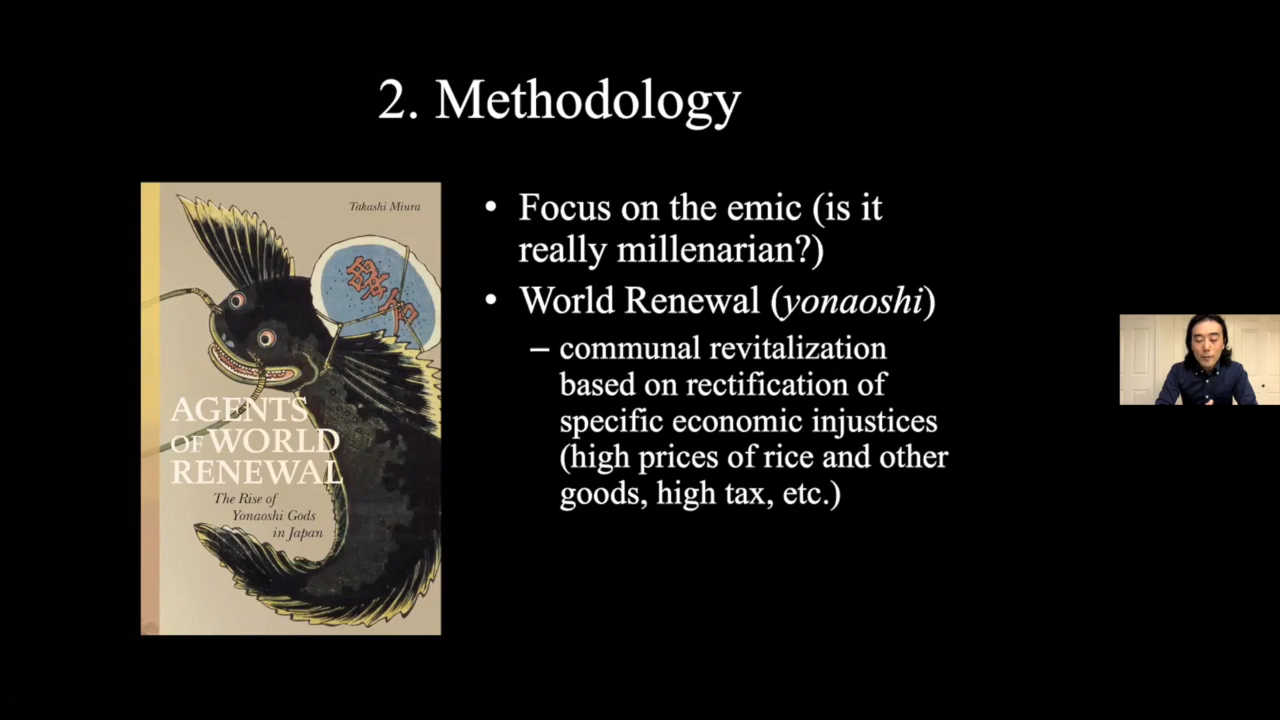 2. Methodology
Takashi Miura
AGENTS
OF WORLD
RENEWAL
The Rise of
Yonaoshi Gods
in Japan
• Focus on the emic (is it
really millenarian?)
• World Renewal (yonaoshi)
– communal revitalization
based on rectification of
specific economic injustices
(high prices of rice and other
goods, high tax, etc.)